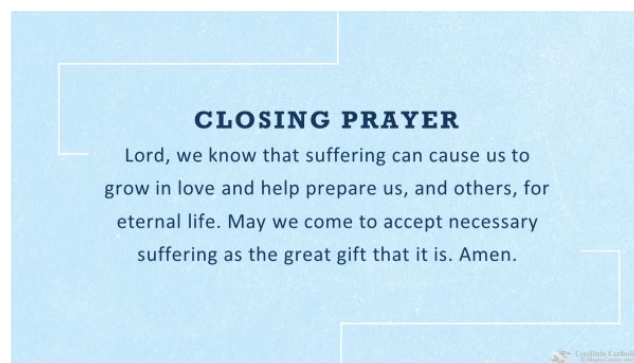 CLOSING PRAYER
Lord, we know that suffering can cause us to
grow in love and help prepare us, and others, for
eternal life. May we come to accept necessary
suffering as the great gift that it is. Amen.
Credible Catholic